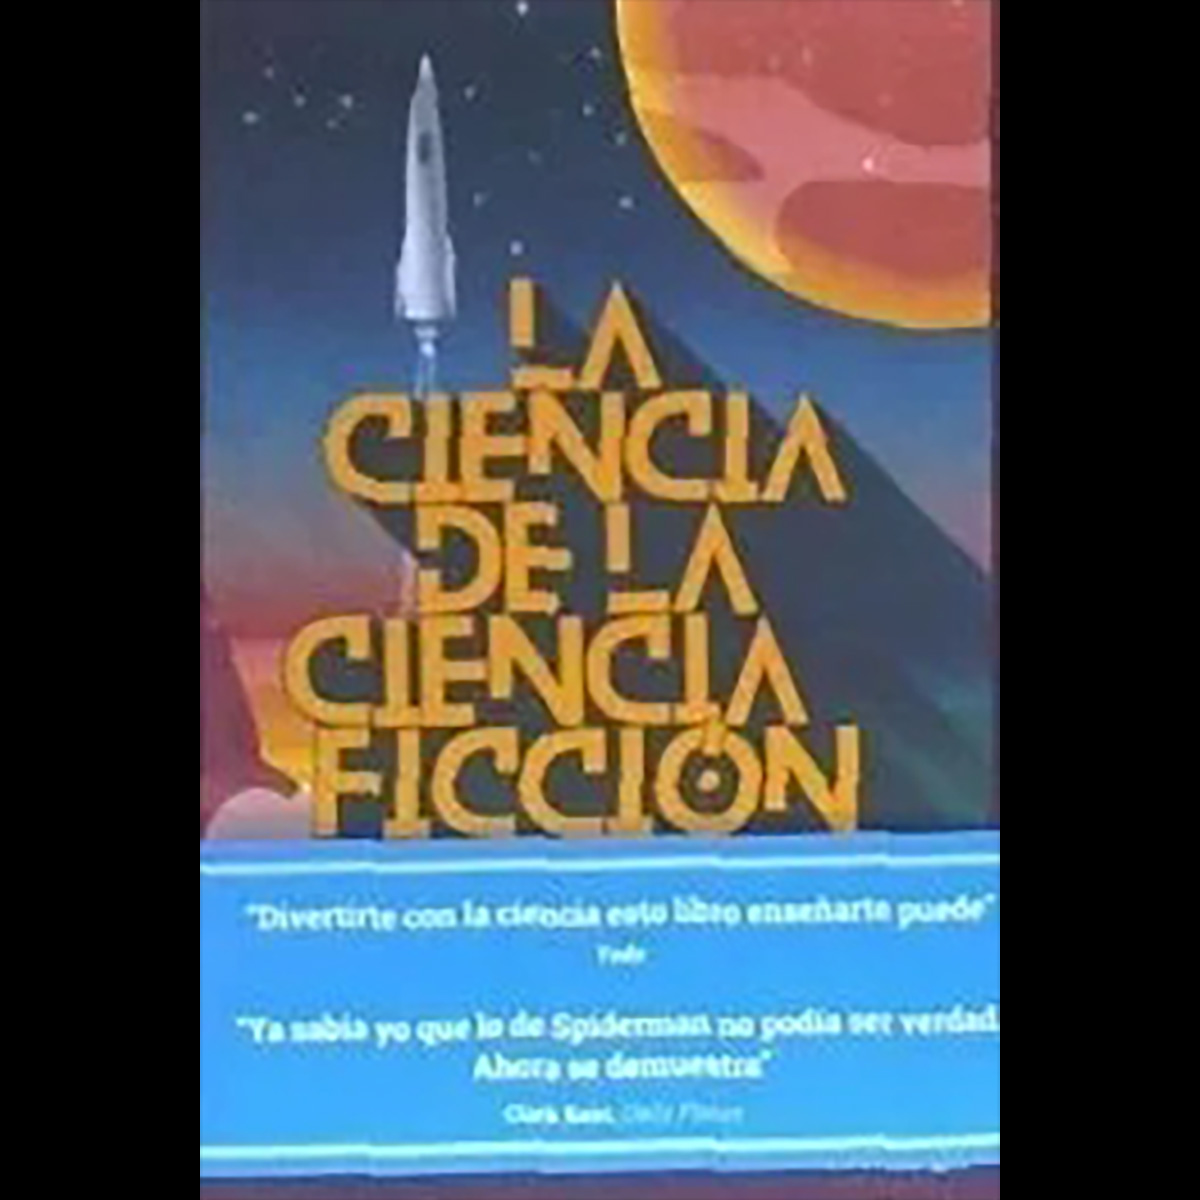 LA
CIENCIA
DE LA
CIENCIA
FICCIÓN
"Divertirte con la ciencia esto libro enseñarte puede"
Yoda
"Ya sabía yo que lo de Spiderman no podía ser verdad.
Ahora se demuestra"
Clark Kent, Daily Planet